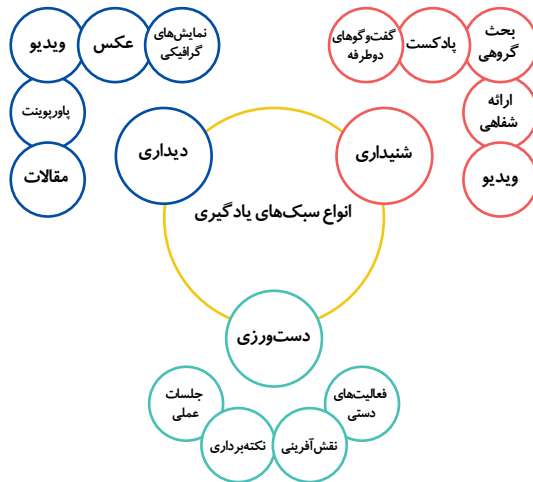 بحث
گروهی
پادکست
گفت‌وگوهای
دوطرفه
ارائه
شفاهی
ویدیو
شنیداری
نمایش‌های
گرافیکی
عکس
ویدیو
پاورپوینت
مقالات
دیداری
انواع سبک‌های یادگیری
دست‌ورزی
فعالیت‌های
دستی
نقش‌آفرینی
نکته‌برداری
جلسات
عملی